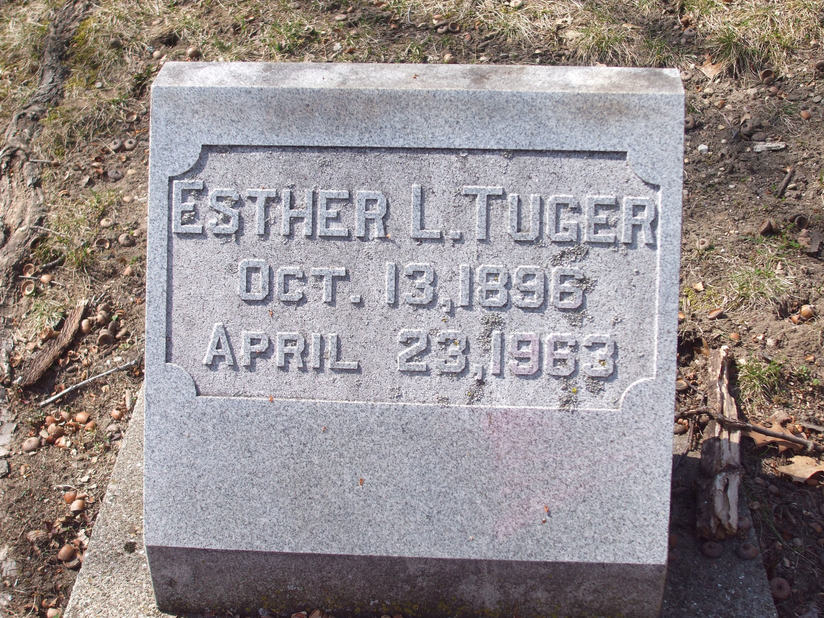 ESTHER L. TUGER
OCT. 13, 1896
APRIL 23, 1963